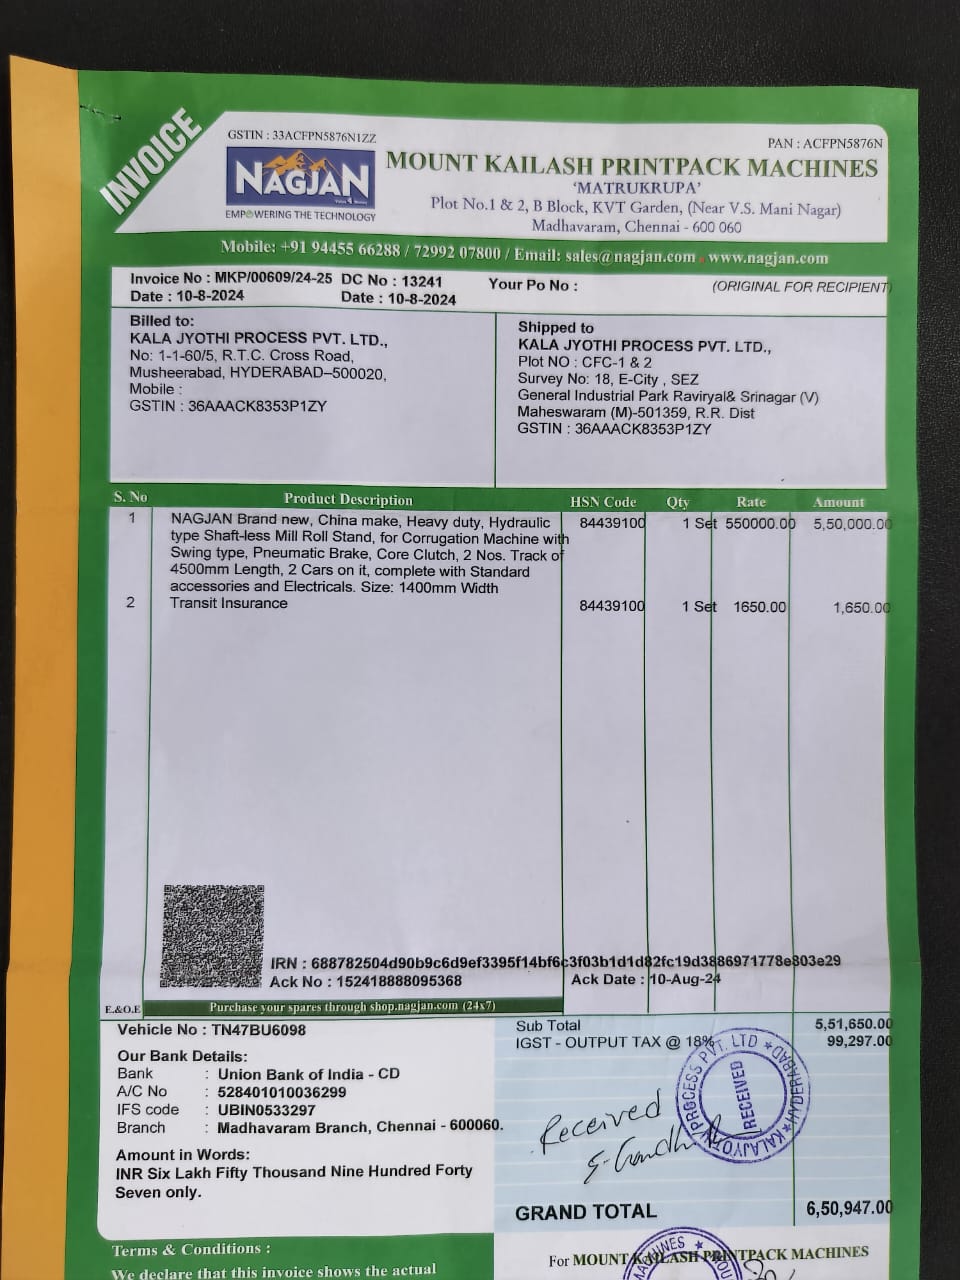 INVOICE
GSTIN : 33ACFPN5876N1ZZ
PAN : ACFPN5876N
NAGJAN
EMPOWERING THE TECHNOLOGY
MOUNT KAILASH PRINTPACK MACHINES
'MATRUKRUPA'
Plot No.1 & 2, B Block, KVT Garden, (Near V.S. Mani Nagar)
Madhavaram, Chennai - 600 060
Mobile: +91 94455 66288 / 72992 07800 / Email: sales@nagjan.com , www.nagjan.com
Invoice No : MKP/00609/24-25 DC No : 13241 Your Po No : (ORIGINAL FOR RECIPIENT)
Date : 10-8-2024 Date : 10-8-2024
Billed to:
KALA JYOTHI PROCESS PVT. LTD.,
No: 1-1-60/5, R.T.C. Cross Road,
Musheerabad, HYDERABAD–500020,
Mobile :
GSTIN : 36AAACK8353P1ZY
Shipped to
KALA JYOTHI PROCESS PVT. LTD.,
Plot NO : CFC-1 & 2
Survey No: 18, E-City , SEZ
General Industrial Park Raviryal& Srinagar (V)
Maheswaram (M)-501359, R.R. Dist
GSTIN : 36AAACK8353P1ZY
S. No Product Description HSN Code Qty Rate Amount
1 NAGJAN Brand new, China make, Heavy duty, Hydraulic 84439100 1 Set 550000.00 5,50,000.00
type Shaft-less Mill Roll Stand, for Corrugation Machine with
Swing type, Pneumatic Brake, Core Clutch, 2 Nos. Track of
4500mm Length, 2 Cars on it, complete with Standard
accessories and Electricals. Size: 1400mm Width
2 Transit Insurance 84439100 1 Set 1650.00 1,650.00
IRN : 688782504d90b9c6d9ef3395f14bf6c3f03b1d1d82fc19d3886971778e803e29
Ack No : 152418888095368 Ack Date : 10-Aug-24
E.&O.E Purchase your spares through shop.nagjan.com (24x7)
Vehicle No : TN47BU6098
Our Bank Details:
Bank : Union Bank of India - CD
A/C No : 528401010036299
IFS code : UBIN0533297
Branch : Madhavaram Branch, Chennai - 600060.
Amount in Words:
INR Six Lakh Fifty Thousand Nine Hundred Forty
Seven only.
Sub Total 5,51,650.00
IGST - OUTPUT TAX @ 18% 99,297.00
Received
PROCESS PVT. LTD ★ HYDERABAD ★ KALAJYOTHI
RECEIVED
GRAND TOTAL 6,50,947.00
Terms & Conditions :
We declare that this invoice shows the actual
For MOUNT KAILASH PRINTPACK MACHINES
MACHINES ★